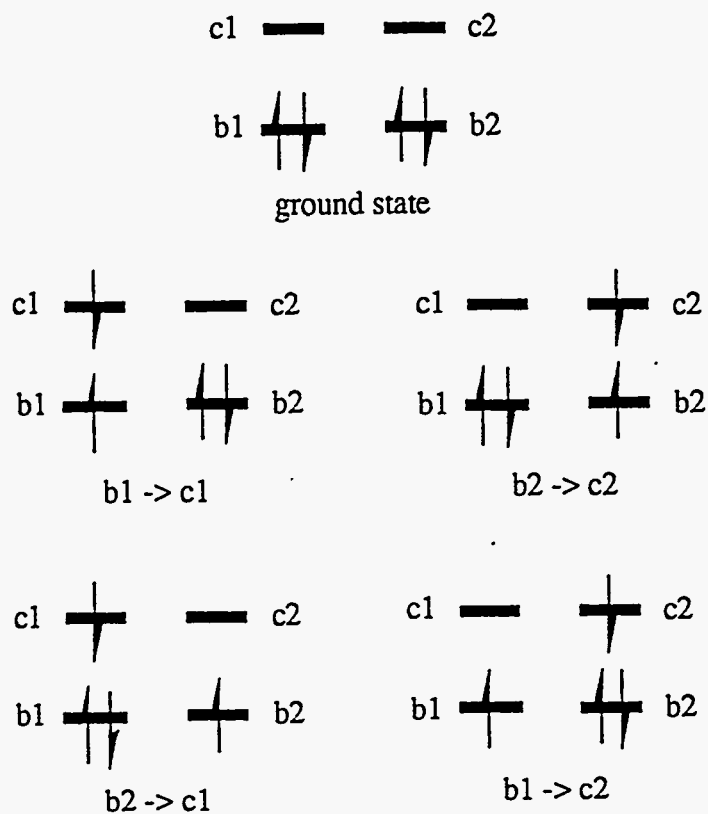 c1 c2
b1 b2
ground state
c1 c2 c1 c2
b1 b2 b1 b2
b1 -> c1 b2 -> c2
c1 c2 c1 c2
b1 b2 b1 b2
b2 -> c1 b1 -> c2